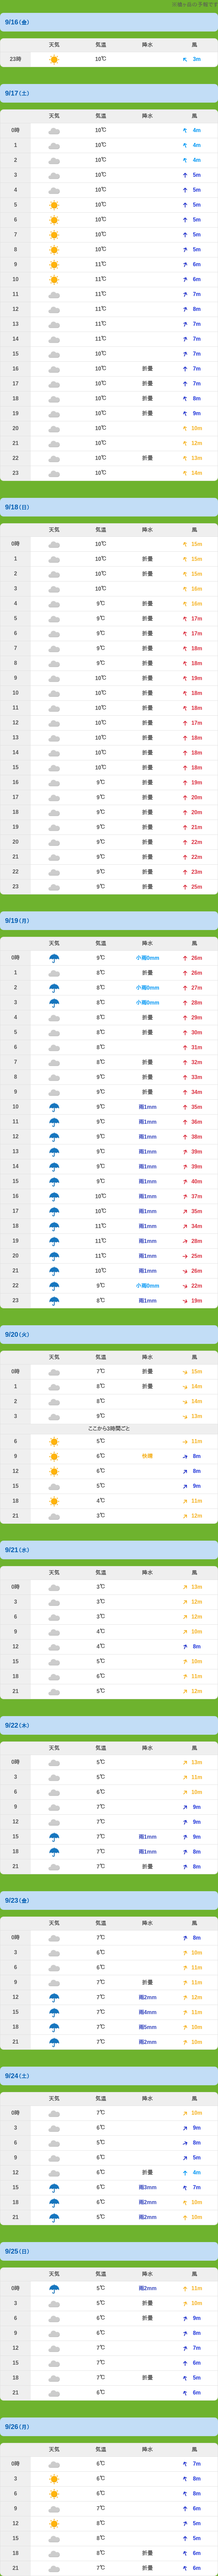 9/16(金)
天気 気温 降水 風
23時 10℃ 3m
9/17(土)
天気 気温 降水 風
0時 10℃ 4m
1 10℃ 4m
2 10℃ 4m
3 10℃ 5m
4 10℃ 5m
5 10℃ 5m
6 10℃ 5m
7 10℃ 5m
8 10℃ 5m
9 11℃ 6m
10 11℃ 6m
11 11℃ 7m
12 11℃ 8m
13 11℃ 7m
14 11℃ 7m
15 10℃ 7m
16 10℃ 折畳 7m
17 10℃ 折畳 7m
18 10℃ 折畳 8m
19 10℃ 折畳 9m
20 10℃ 10m
21 10℃ 12m
22 10℃ 折畳 13m
23 10℃ 14m
9/18(日)
天気 気温 降水 風
0時 10℃ 15m
1 10℃ 折畳 15m
2 10℃ 折畳 15m
3 10℃
4 9℃ 折畳
5 9℃ 折畳 17m
6 9℃ 折畳 17m
7 9℃ 折畳 18m
8 9℃ 折畳 18m
9 10℃ 折畳 19m
10 10℃ 折畳 18m
11 10℃ 折畳 18m
12 10℃ 折畳 17m
13 10℃ 折畳 18m
14 10℃ 折畳 18m
15 10℃ 折畳 18m
16 9℃ 折畳 19m
17 9℃ 折畳 20m
18 9℃ 折畳 20m
19 9℃ 折畳 21m
20 9℃ 折畳 22m
21 9℃ 折畳 22m
22 9℃ 折畳 23m
23 9℃ 折畳 25m
9/19(月)
天気 気温 降水 風
0時 9℃ 小雨0mm 26m
1 8℃ 折畳 26m
2 8℃ 小雨0mm 27m
3 8℃ 小雨0mm 28m
4 8℃ 折畳 29m
5 8℃ 折畳 30m
6 8℃ 31m
7 8℃ 折畳 32m
8 9℃ 折畳 33m
9 9℃ 折畳 34m
10 9℃ 雨1mm 35m
11 9℃ 雨1mm 36m
12 9℃ 雨1mm 38m
13 9℃ 雨1mm 39m
14 9℃ 雨1mm 39m
15 9℃ 雨1mm 40m
16 10℃ 雨1mm 37m
17 10℃ 雨1mm 35m
18 11℃ 雨1mm 34m
19 11℃ 雨1mm 28m
20 11℃ 雨1mm 25m
21 10℃ 雨1mm 26m
22 9℃ 小雨0mm 22m
23 8℃ 雨1mm 19m
9/20(火)
天気 気温 降水 風
0時 7℃ 折畳 15m
1 8℃ 折畳 14m
2 8℃ 14m
3 9℃ 13m
ここから3時間ごと
6 5℃ 11m
9 6℃ 8m
12 6℃ 8m
15 5℃ 9m
18 4℃ 11m
21 3℃ 12m
9/21(水)
天気 気温 降水 風
0時 3℃ 13m
3 3℃ 12m
6 3℃ 12m
9 4℃ 10m
12 4℃ 8m
15 5℃ 10m
18 6℃ 11m
21 5℃ 12m
9/22(木)
天気 気温 降水 風
0時 5℃ 13m
3 5℃ 11m
6 6℃ 10m
9 7℃ 9m
12 7℃ 9m
15 7℃ 雨1mm 9m
18 7℃ 雨1mm 8m
21 7℃ 折畳 8m
9/23(金)
天気 気温 降水 風
0時 7℃ 8m
3 6℃ 10m
6 6℃ 11m
9 7℃ 折畳 11m
12 7℃ 雨2mm 12m
15 7℃ 雨4mm 11m
18 7℃ 雨5mm 10m
21 7℃ 雨2mm 10m
9/24(土)
天気 気温 降水 風
0時 7℃ 10m
3 6℃ 9m
6 5℃ 8m
9 6℃ 5m
12 6℃ 折畳 4m
15 6℃ 雨3mm 7m
18 6℃ 雨2mm 10m
21 5℃ 雨2mm 10m
9/25(日)
天気 気温 降水 風
0時 5℃ 雨2mm 11m
3 5℃ 折畳 10m
6 6℃ 折畳 9m
9 6℃ 8m
12 7℃ 7m
15 7℃ 6m
18 7℃ 折畳 5m
21 6℃ 6m
9/26(月)
天気 気温 降水 風
0時 6℃ 7m
3 6℃ 8m
6 6℃ 8m
9 7℃ 6m
12 8℃ 5m
15 8℃ 5m
18 8℃ 折畳 6m
21 7℃ 折畳 6m